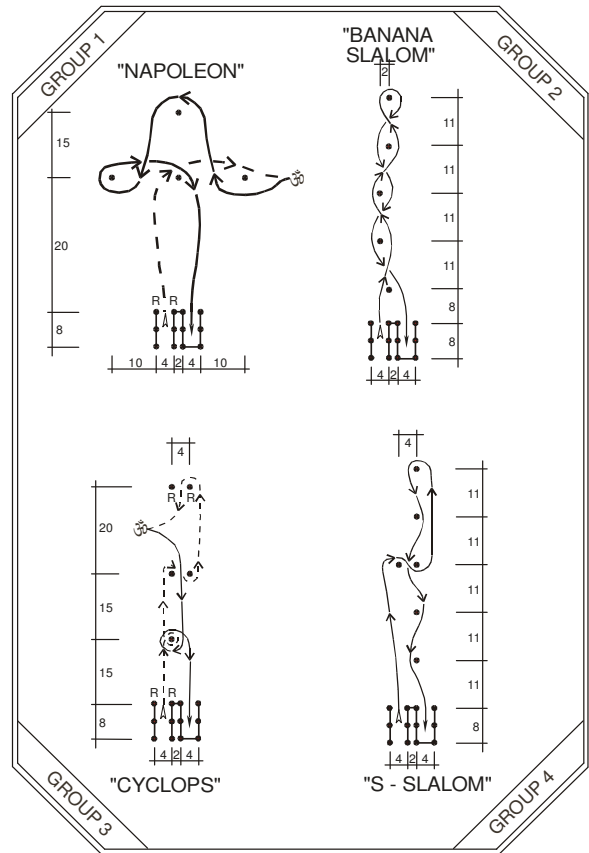 GROUP 1
"NAPOLEON"
15
20
8
R R
10 4 2 4 10
GROUP 2
"BANANA
SLALOM"
2
11
11
11
11
8
8
4 2 4
4
R R
20
15
15
8
R R
4 2 4
"CYCLOPS"
GROUP 3
4
11
11
11
11
11
8
4 2 4
"S - SLALOM"
GROUP 4